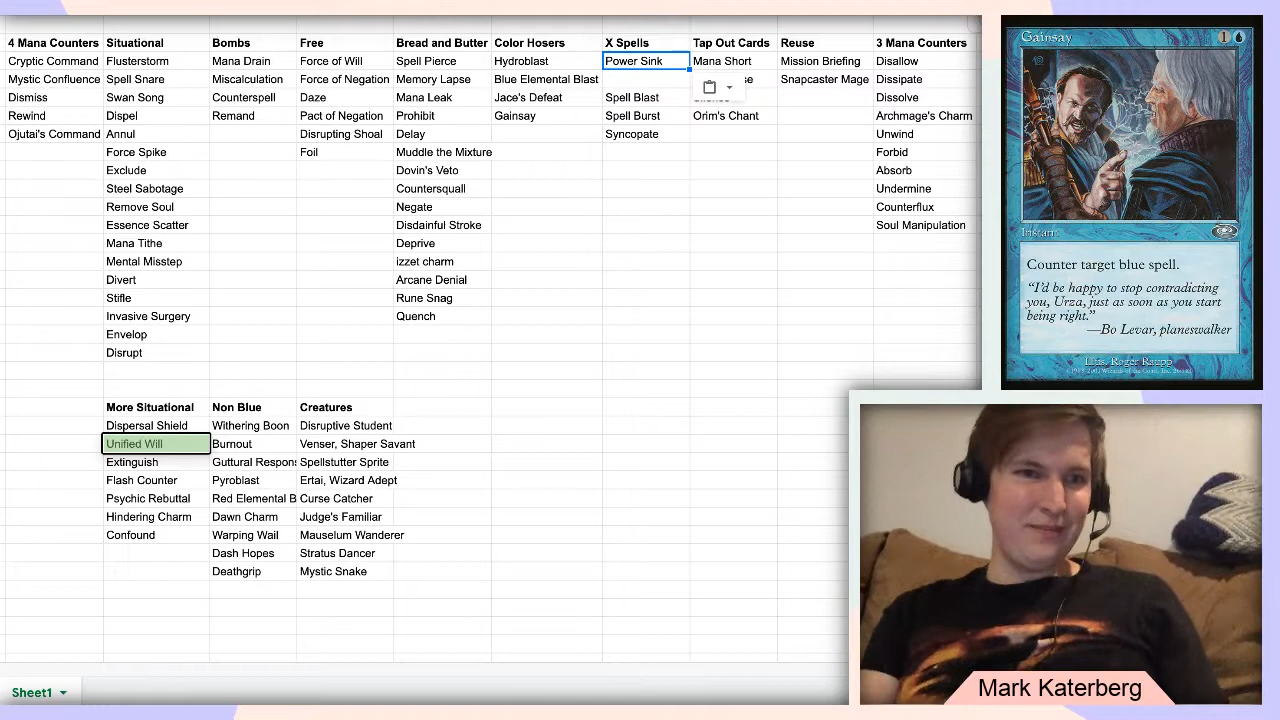 4 Mana Counters Situational Bombs Free Bread and Butter Color Hosers X Spells Tap Out Cards Reuse 3 Mana Counters
Cryptic Command Flusterstorm Mana Drain Force of Will Spell Pierce Hydroblast Power Sink Mana Short Mission Briefing Disallow
Mystic Confluence Spell Snare Miscalculation Force of Negation Memory Lapse Blue Elemental Blast Snapcaster Mage Dissipate
Dismiss Swan Song Counterspell Daze Mana Leak Jace's Defeat Spell Blast Dissolve
Rewind Dispel Remand Pact of Negation Prohibit Gainsay Spell Burst Orim's Chant Archmage's Charm
Ojutai's Command Annul Disrupting Shoal Delay Syncopate Unwind
Force Spike Foil Muddle the Mixture Forbid
Exclude Dovin's Veto Absorb
Steel Sabotage Countersquall Undermine
Remove Soul Negate Counterflux
Essence Scatter Disdainful Stroke Soul Manipulation
Mana Tithe Deprive
Mental Misstep izzet charm
Divert Arcane Denial
Stifle Rune Snag
Invasive Surgery Quench
Envelop
Disrupt
More Situational Non Blue Creatures
Dispersal Shield Withering Boon Disruptive Student
Unified Will Burnout Venser, Shaper Savant
Extinguish Guttural Respons Spellstutter Sprite
Flash Counter Pyroblast Ertai, Wizard Adept
Psychic Rebuttal Red Elemental B Curse Catcher
Hindering Charm Dawn Charm Judge's Familiar
Confound Warping Wail Mauselum Wanderer
Dash Hopes Stratus Dancer
Deathgrip Mystic Snake
Sheet1
Gainsay 1
Instant
Counter target blue spell.
“I'd be happy to stop contradicting
you, Urza, just as soon as you start
being right.”
—Bo Levar, planeswalker
Illus. Roger Raupp
Mark Katerberg